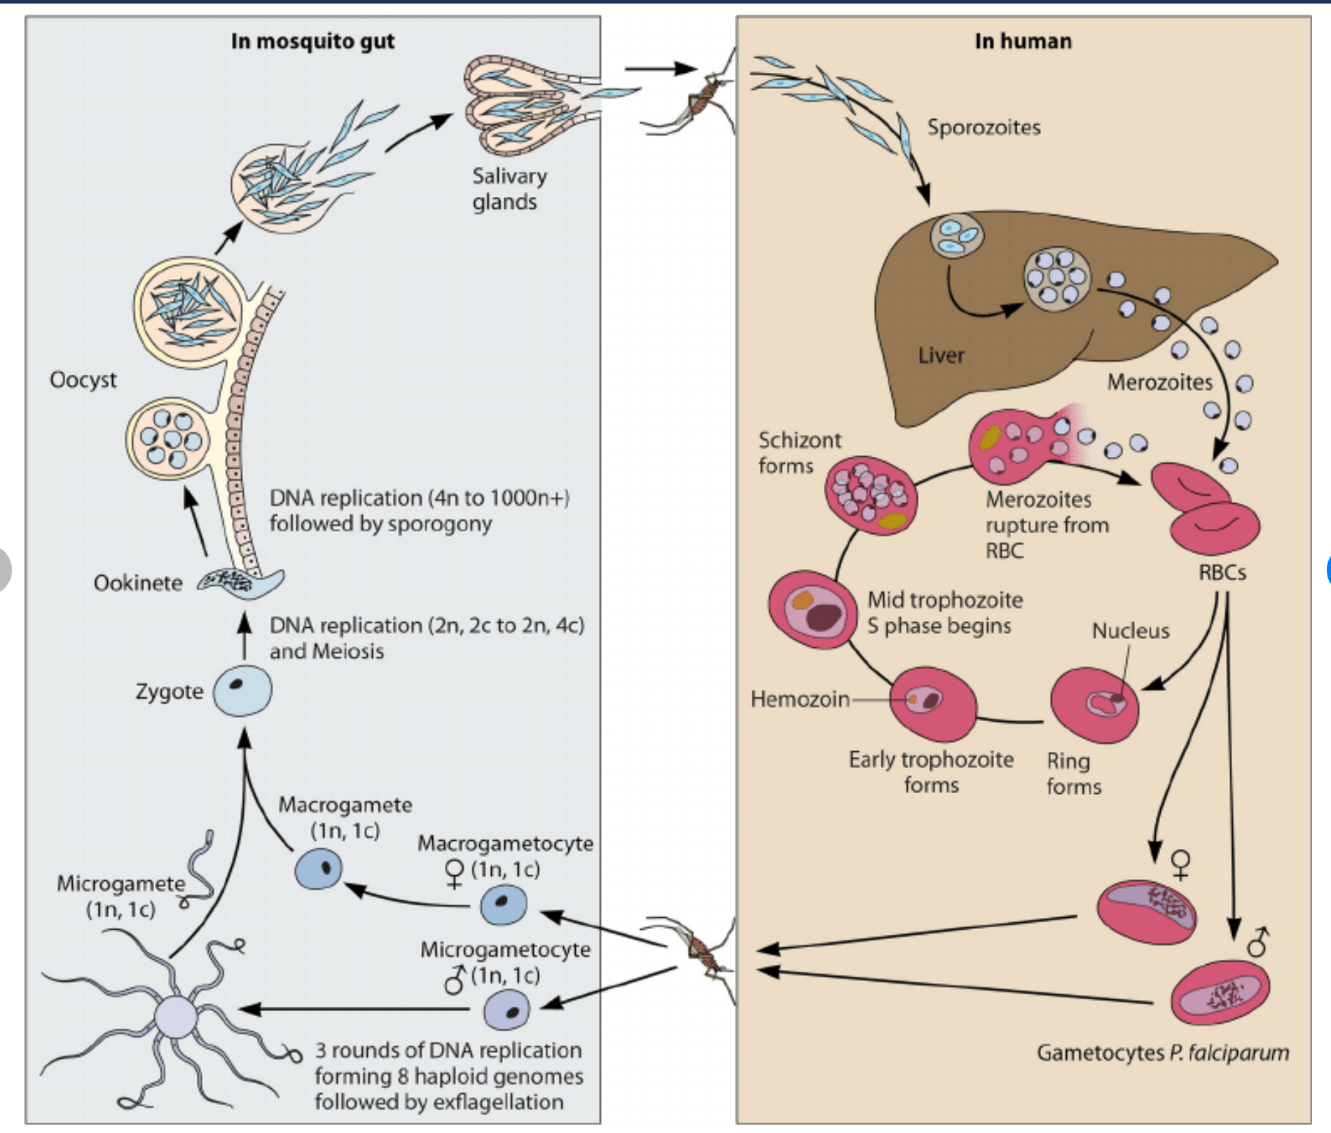 In mosquito gut
Salivary
glands
Oocyst
DNA replication (4n to 1000n+)
followed by sporogony
Ookinete
DNA replication (2n, 2c to 2n, 4c)
and Meiosis
Zygote
Macrogamete
(1n, 1c)
Macrogametocyte
♀ (1n, 1c)
Microgamete
(1n, 1c)
Microgametocyte
♂ (1n, 1c)
3 rounds of DNA replication
forming 8 haploid genomes
followed by exflagellation
In human
Sporozoites
Liver
Merozoites
Schizont
forms
Merozoites
rupture from
RBC
RBCs
Mid trophozoite
S phase begins
Nucleus
Hemozoin
Early trophozoite
forms
Ring
forms
♀
♂
Gametocytes P. falciparum